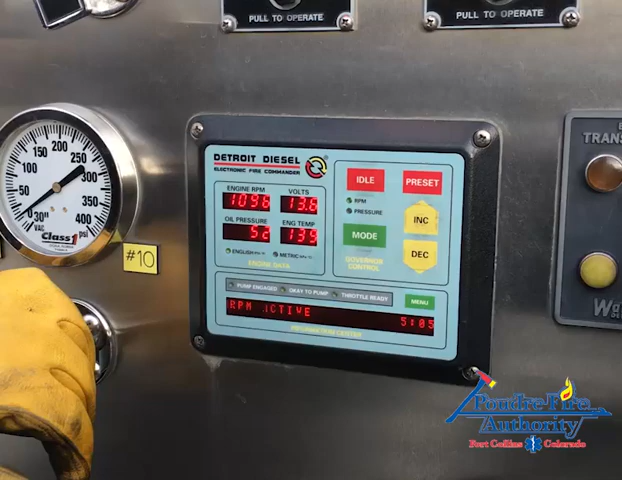 PULL TO OPERATE
PULL TO OPERATE
50
100
150
200
250
300
350
400
0
30"
VAC
psi
Class1
#10
DETROIT DIESEL
ELECTRONIC FIRE COMMANDER
ENGINE RPM VOLTS
1096 13.6
OIL PRESSURE ENG TEMP
52 195
ENGLISH METRIC
ENGINE DATA
IDLE PRESET
RPM
PRESSURE
INC
MODE
DEC
GOVERNOR
CONTROL
PUMP ENGAGED OKAY TO PUMP THROTTLE READY MENU
RPM ACTIVE 5:05
INFORMATION CENTER
TRANS
Poudre Fire
Authority
Fort Collins Colorado